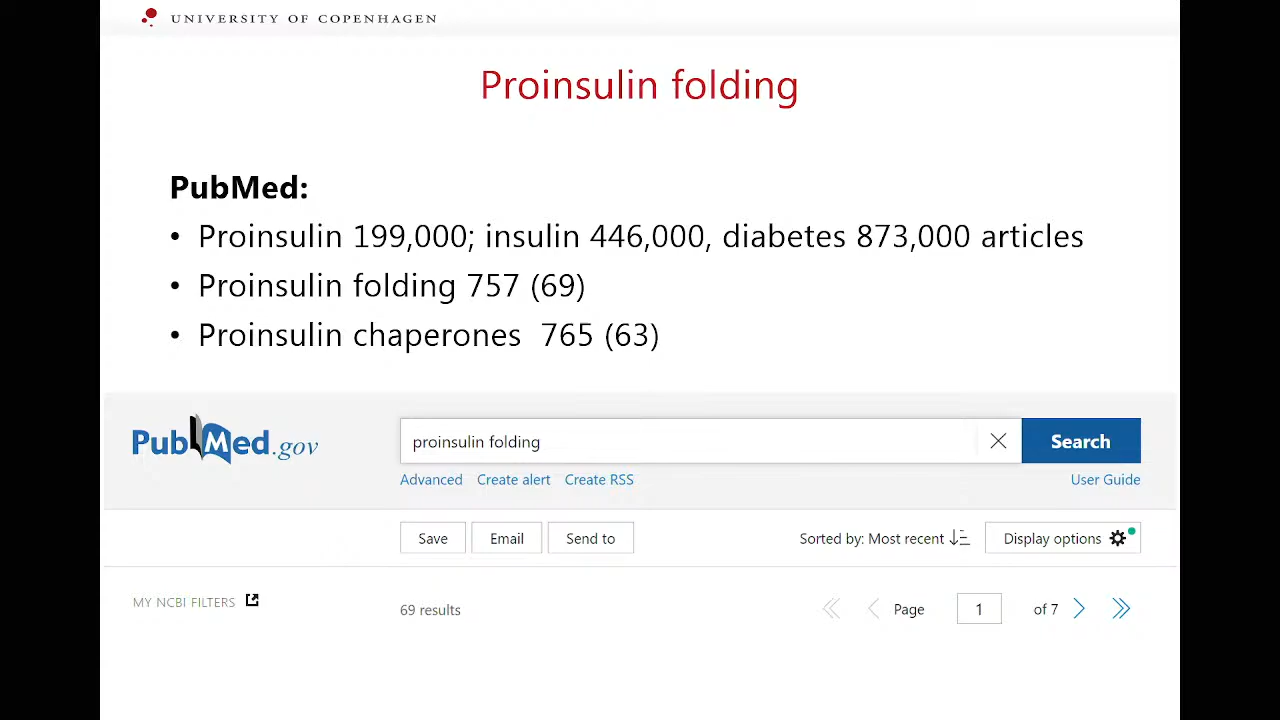 UNIVERSITY OF COPENHAGEN
Proinsulin folding
PubMed:
• Proinsulin 199,000; insulin 446,000, diabetes 873,000 articles
• Proinsulin folding 757 (69)
• Proinsulin chaperones 765 (63)
PubMed.gov
proinsulin folding
Search
Advanced Create alert Create RSS User Guide
Save Email Send to Sorted by: Most recent Display options
MY NCBI FILTERS 69 results Page 1 of 7